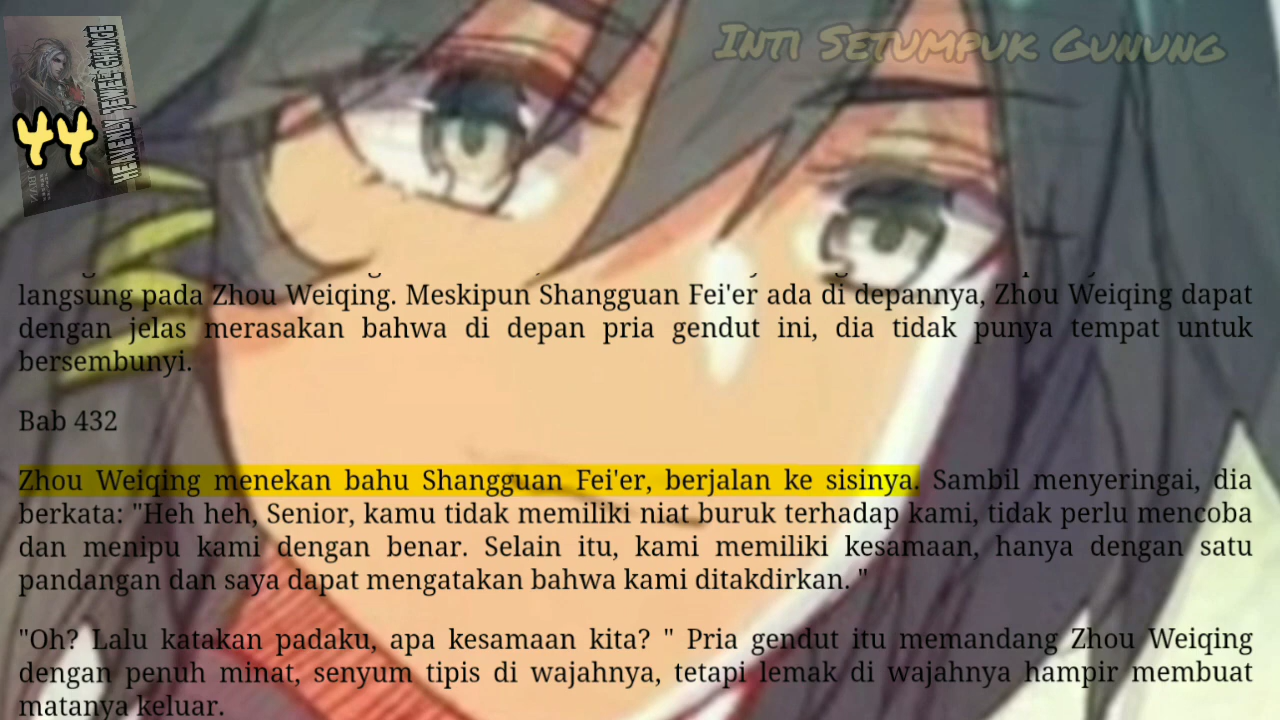 Inti Setumpuk Gunung
HEAVENLY JEWEL CHANGE
44
langsung pada Zhou Weiqing. Meskipun Shangguan Fei'er ada di depannya, Zhou Weiqing dapat
dengan jelas merasakan bahwa di depan pria gendut ini, dia tidak punya tempat untuk
bersembunyi.
Bab 432
Zhou Weiqing menekan bahu Shangguan Fei'er, berjalan ke sisinya. Sambil menyeringai, dia
berkata: "Heh heh, Senior, kamu tidak memiliki niat buruk terhadap kami, tidak perlu mencoba
dan menipu kami dengan benar. Selain itu, kami memiliki kesamaan, hanya dengan satu
pandangan dan saya dapat mengatakan bahwa kami ditakdirkan. "
"Oh? Lalu katakan padaku, apa kesamaan kita? " Pria gendut itu memandang Zhou Weiqing
dengan penuh minat, senyum tipis di wajahnya, tetapi lemak di wajahnya hampir membuat
matanya keluar.